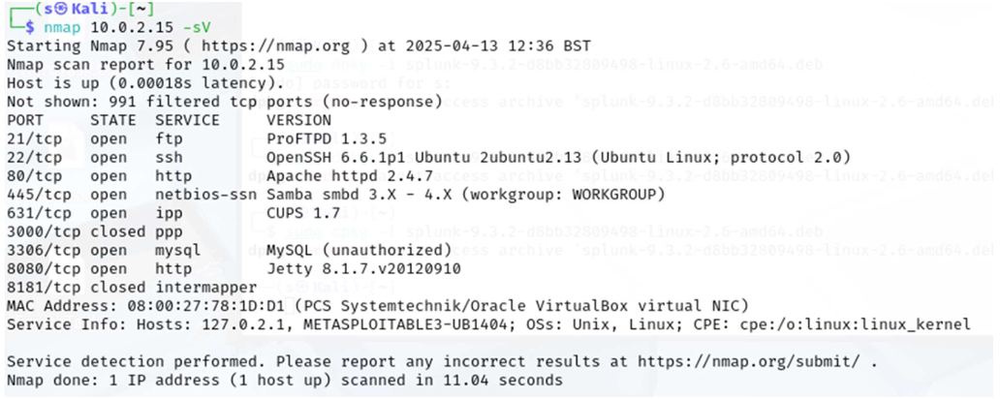 ┌──(s㉿Kali)-[~]
└─$ nmap 10.0.2.15 -sV
Starting Nmap 7.95 ( https://nmap.org ) at 2025-04-13 12:36 BST
Nmap scan report for 10.0.2.15
Host is up (0.00018s latency).
Not shown: 991 filtered tcp ports (no-response)
PORT     STATE  SERVICE     VERSION
21/tcp   open   ftp         ProFTPD 1.3.5
22/tcp   open   ssh         OpenSSH 6.6.1p1 Ubuntu 2ubuntu2.13 (Ubuntu Linux; protocol 2.0)
80/tcp   open   http        Apache httpd 2.4.7
445/tcp  open   netbios-ssn Samba smbd 3.X - 4.X (workgroup: WORKGROUP)
631/tcp  open   ipp         CUPS 1.7
3000/tcp closed ppp
3306/tcp open   mysql       MySQL (unauthorized)
8080/tcp open   http        Jetty 8.1.7.v20120910
8181/tcp closed intermapper
MAC Address: 08:00:27:78:1D:D1 (PCS Systemtechnik/Oracle VirtualBox virtual NIC)
Service Info: Hosts: 127.0.2.1, METASPLOITABLE3-UB1404; OSs: Unix, Linux; CPE: cpe:/o:linux:linux_kernel
Service detection performed. Please report any incorrect results at https://nmap.org/submit/ .
Nmap done: 1 IP address (1 host up) scanned in 11.04 seconds